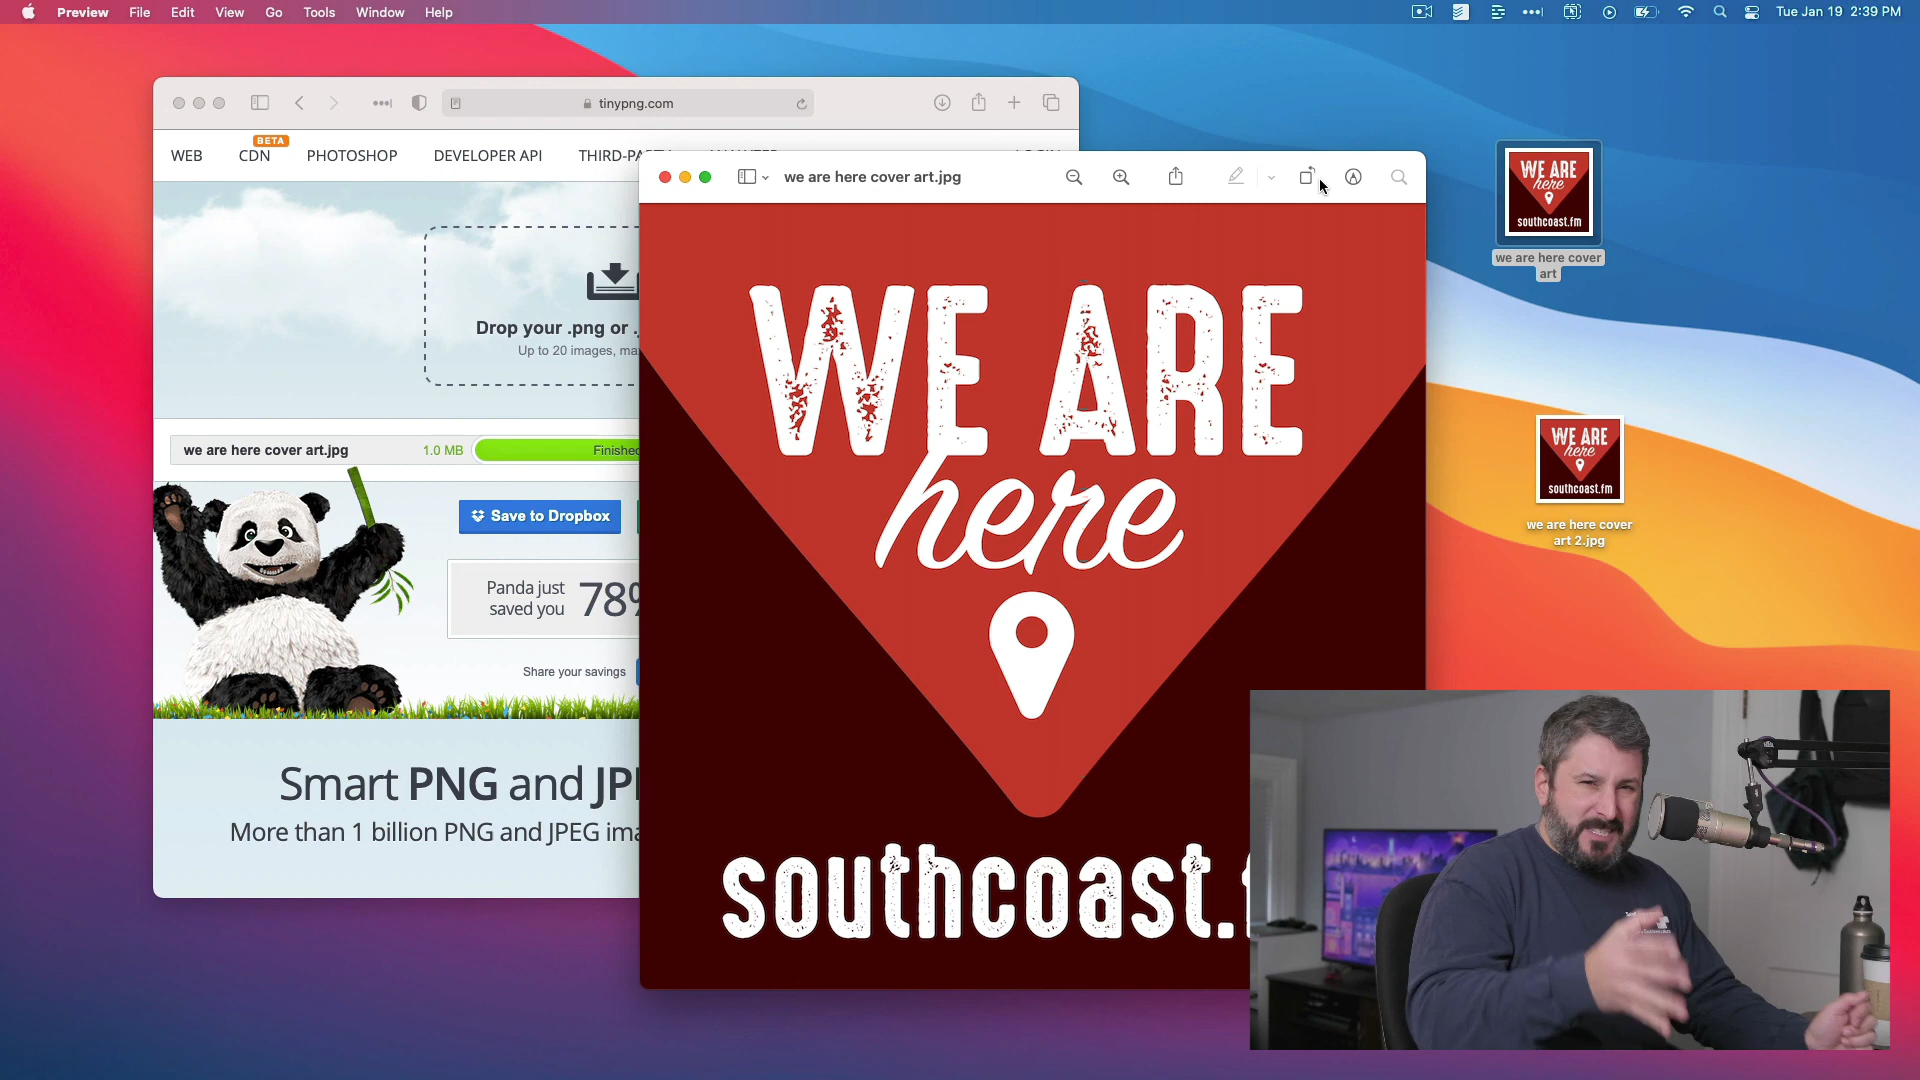 Preview File Edit View Go Tools Window Help
Tue Jan 19 2:39 PM
tinypng.com
BETA
WEB CDN PHOTOSHOP DEVELOPER API
Drop your .png or .
Up to 20 images,
we are here cover art.jpg 1.0 MB Finished
Save to Dropbox
Panda just
saved you 78%
Share your savings
Smart PNG and
More than 1 billion PNG and JPEG
we are here cover art.jpg
WE ARE
here
southcoast.
WE ARE
here
southcoast.fm
we are here cover
art
WE ARE
here
southcoast.fm
we are here cover
art 2.jpg